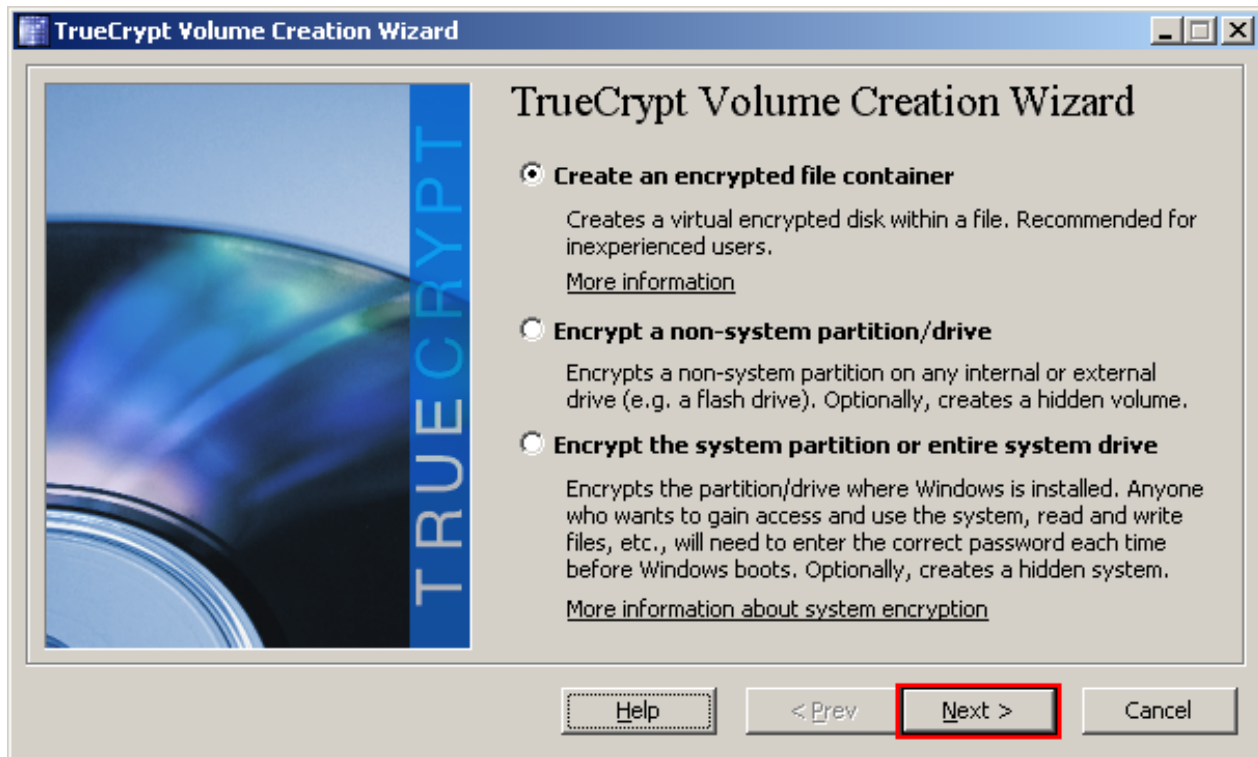 TrueCrypt Volume Creation Wizard
TRUECRYPT
TrueCrypt Volume Creation Wizard
Create an encrypted file container
Creates a virtual encrypted disk within a file. Recommended for
inexperienced users.
More information
Encrypt a non-system partition/drive
Encrypts a non-system partition on any internal or external
drive (e.g. a flash drive). Optionally, creates a hidden volume.
Encrypt the system partition or entire system drive
Encrypts the partition/drive where Windows is installed. Anyone
who wants to gain access and use the system, read and write
files, etc., will need to enter the correct password each time
before Windows boots. Optionally, creates a hidden system.
More information about system encryption
Help < Prev Next > Cancel